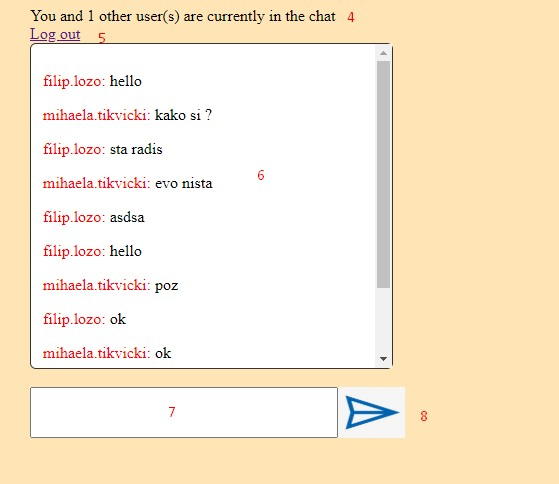 You and 1 other user(s) are currently in the chat 4
Log out 5
filip.lozo: hello
mihaela.tikvicki: kako si ?
filip.lozo: sta radis
6
mihaela.tikvicki: evo nista
filip.lozo: asdsa
filip.lozo: hello
mihaela.tikvicki: poz
filip.lozo: ok
mihaela.tikvicki: ok
7
8